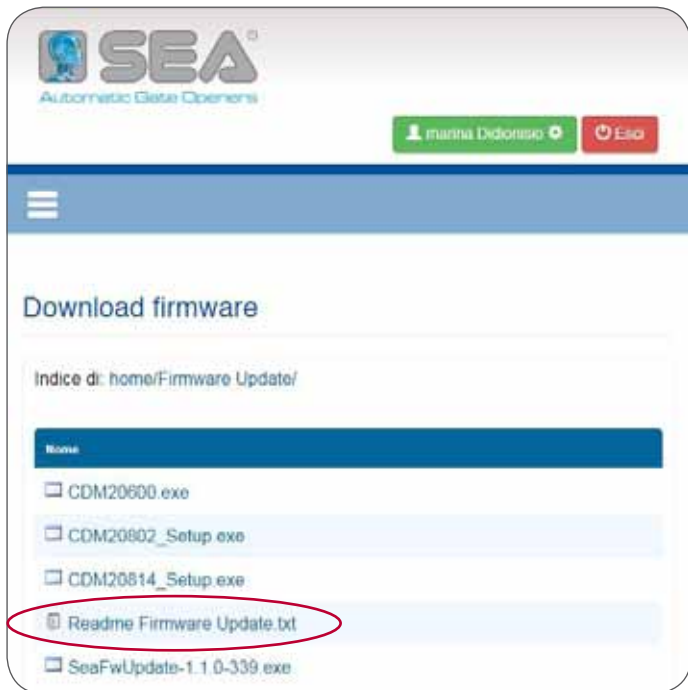 SEA®
Automatic Gate Openers
marina Didionisio Esci
Download firmware
Indice di: home/Firmware Update/
Nome
CDM20600.exe
CDM20802_Setup.exe
CDM20814_Setup.exe
Readme Firmware Update.txt
SeaFwUpdate-1.1.0-339.exe